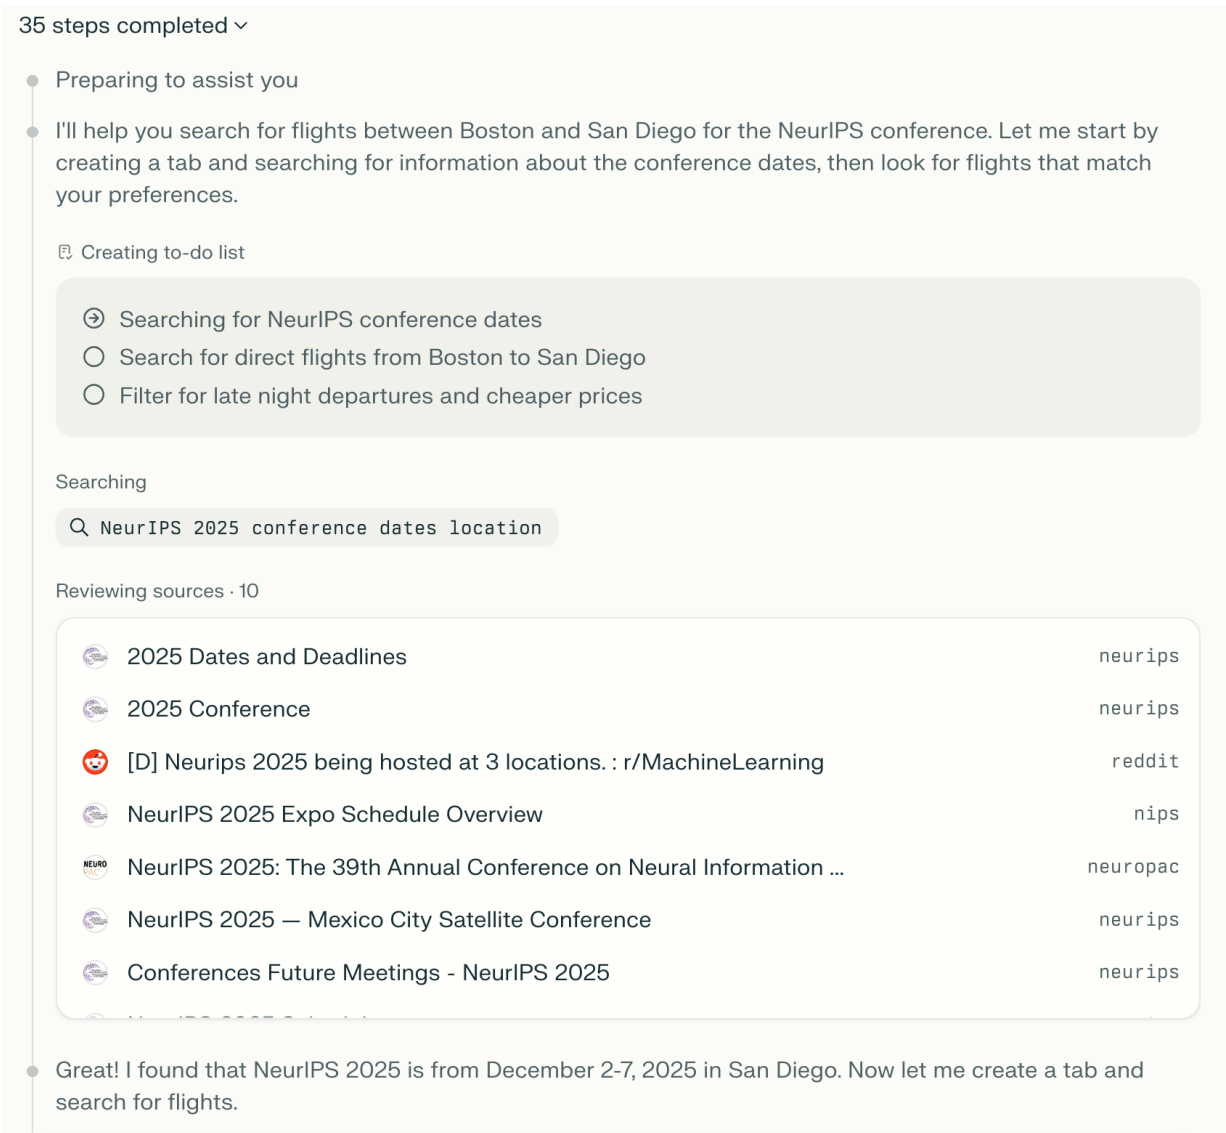 35 steps completed
Preparing to assist you
I'll help you search for flights between Boston and San Diego for the NeurIPS conference. Let me start by
creating a tab and searching for information about the conference dates, then look for flights that match
your preferences.
Creating to-do list
Searching for NeurIPS conference dates
Search for direct flights from Boston to San Diego
Filter for late night departures and cheaper prices
Searching
NeurIPS 2025 conference dates location
Reviewing sources · 10
2025 Dates and Deadlines neurips
2025 Conference neurips
[D] Neurips 2025 being hosted at 3 locations. : r/MachineLearning reddit
NeurIPS 2025 Expo Schedule Overview nips
NEURO PAC NeurIPS 2025: The 39th Annual Conference on Neural Information ... neuropac
NeurIPS 2025 — Mexico City Satellite Conference neurips
Conferences Future Meetings - NeurIPS 2025 neurips
Great! I found that NeurIPS 2025 is from December 2-7, 2025 in San Diego. Now let me create a tab and
search for flights.